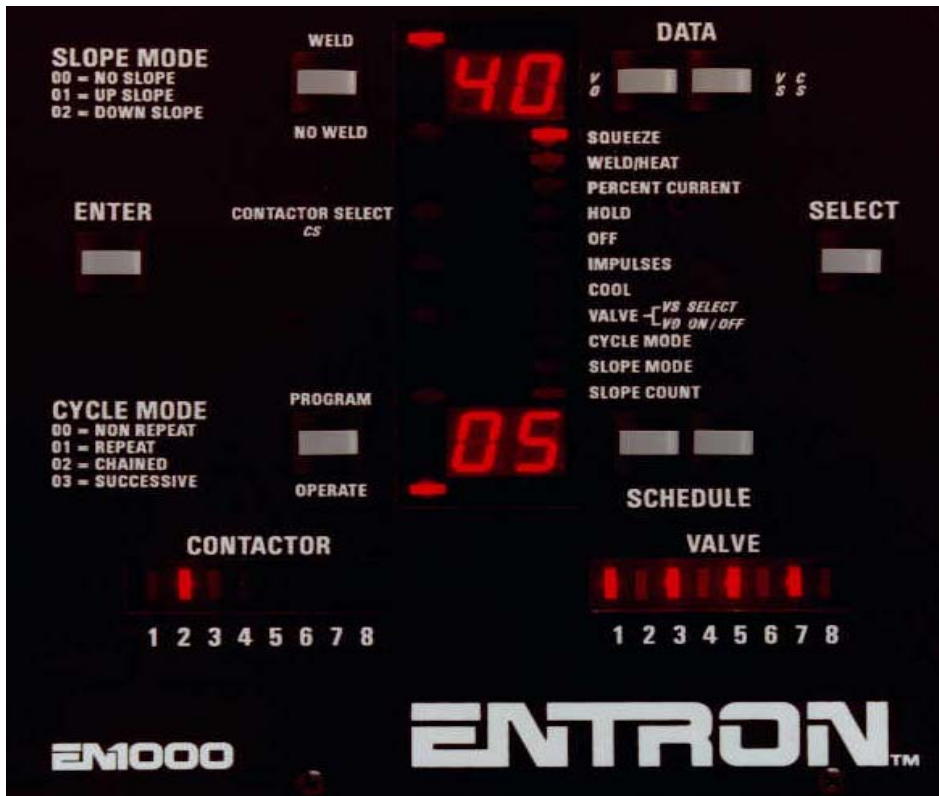 WELD
DATA
SLOPE MODE
00 = NO SLOPE
01 = UP SLOPE
02 = DOWN SLOPE
40
V
O
V C
S S
NO WELD
SQUEEZE
WELD/HEAT
PERCENT CURRENT
ENTER
CONTACTOR SELECT
CS
HOLD
SELECT
OFF
IMPULSES
COOL
VALVE
VS SELECT
VO ON/OFF
CYCLE MODE
SLOPE MODE
SLOPE COUNT
CYCLE MODE
00 = NON REPEAT
01 = REPEAT
02 = CHAINED
03 = SUCCESSIVE
PROGRAM
05
OPERATE
SCHEDULE
CONTACTOR
VALVE
1 2 3 4 5 6 7 8
1 2 3 4 5 6 7 8
EN1000
ENTRON™